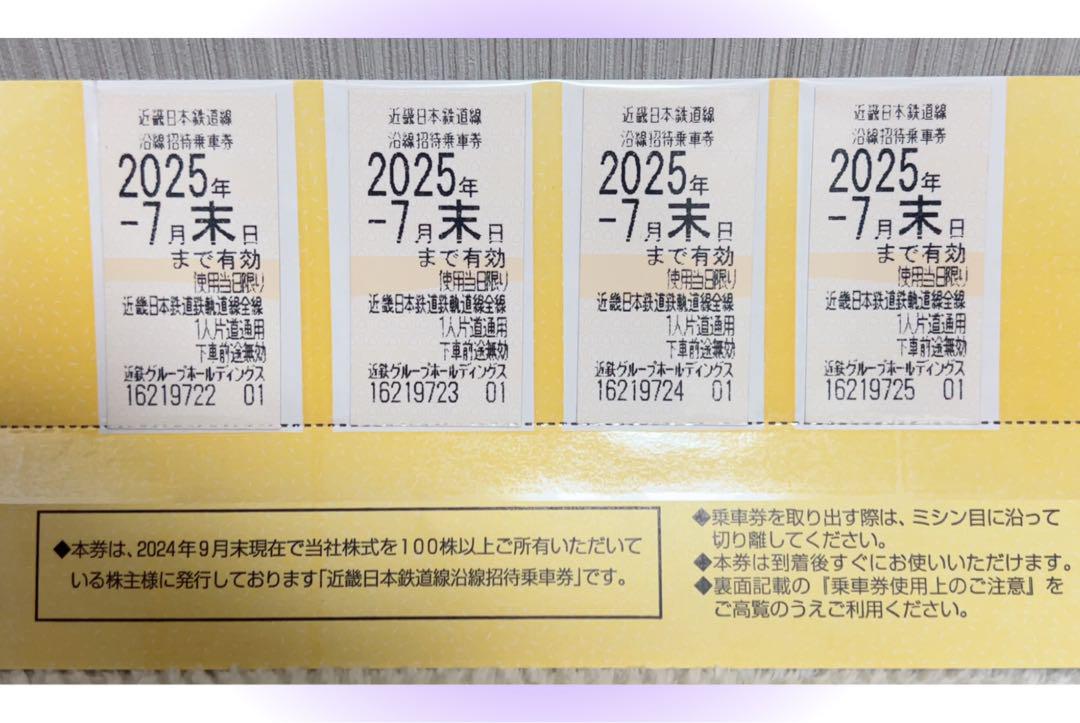 近畿日本鉄道線
沿線招待乗車券
2025年
-7月末日
まで有効
使用当日限り
近畿日本鉄道鉄軌道線全線
1人片道通用
下車前途無効
近鉄グループホールディングス
16219722 01
近畿日本鉄道線
沿線招待乗車券
2025年
-7月末日
まで有効
使用当日限り
近畿日本鉄道鉄軌道線全線
1人片道通用
下車前途無効
近鉄グループホールディングス
16219723 01
近畿日本鉄道線
沿線招待乗車券
2025年
-7月末日
まで有効
使用当日限り
近畿日本鉄道鉄軌道線全線
1人片道通用
下車前途無効
近鉄グループホールディングス
16219724 01
近畿日本鉄道線
沿線招待乗車券
2025年
-7月末日
まで有効
使用当日限り
近畿日本鉄道鉄軌道線全線
1人片道通用
下車前途無効
近鉄グループホールディングス
16219725 01
◆本券は、2024年9月末現在で当社株式を100株以上ご所有いただいて
いる株主様に発行しております「近畿日本鉄道線沿線招待乗車券」です。
◆乗車券を取り出す際は、ミシン目に沿って
切り離してください。
◆本券は到着後すぐにお使いいただけます。
◆裏面記載の『乗車券使用上のご注意』を
ご高覧のうえご利用ください。